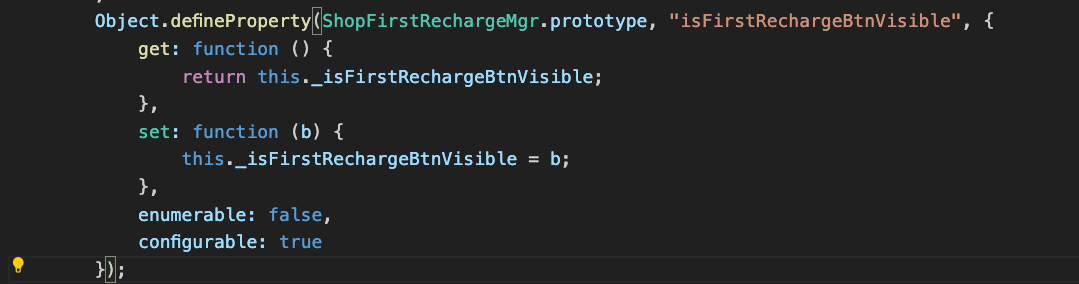 Object.defineProperty(ShopFirstRechargeMgr.prototype, "isFirstRechargeBtnVisible", {
get: function () {
return this._isFirstRechargeBtnVisible;
},
set: function (b) {
this._isFirstRechargeBtnVisible = b;
},
enumerable: false,
configurable: true
});